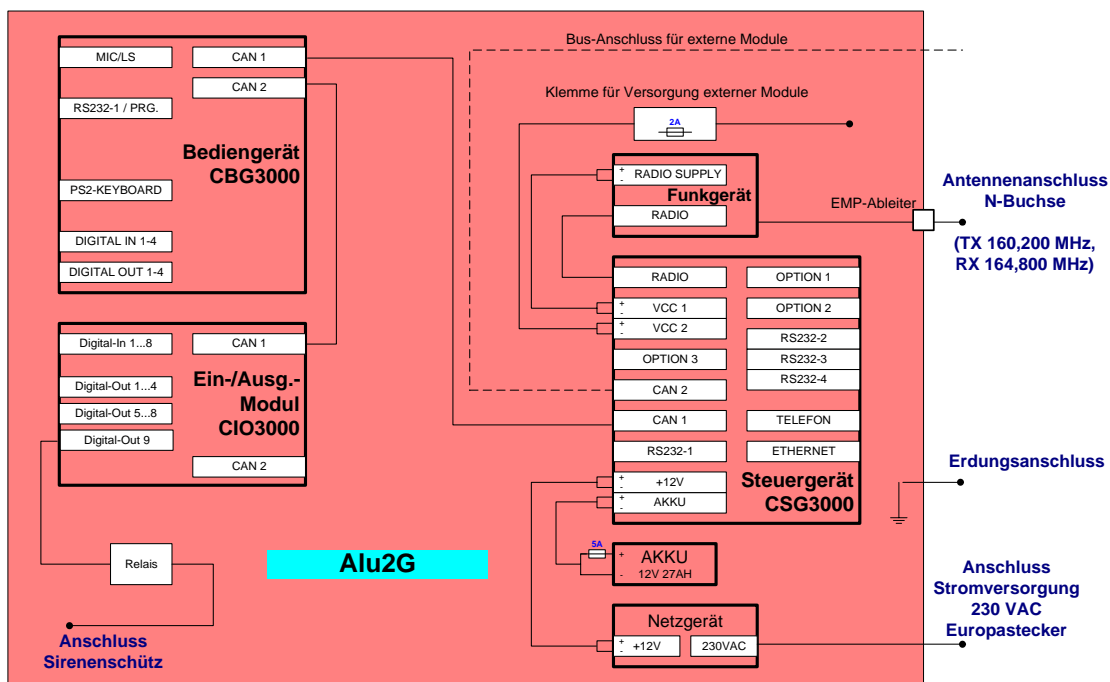 Bus-Anschluss für externe Module
MIC/LS
CAN 1
CAN 2
RS232-1 / PRG.
Bediengerät
CBG3000
PS2-KEYBOARD
DIGITAL IN 1-4
DIGITAL OUT 1-4
Klemme für Versorgung externer Module
2A
+
-
RADIO SUPPLY
Funkgerät
RADIO
EMP-Ableiter
Antennenanschluss
N-Buchse
(TX 160,200 MHz,
RX 164,800 MHz)
RADIO
OPTION 1
+
-
VCC 1
OPTION 2
+
-
VCC 2
RS232-2
OPTION 3
RS232-3
RS232-4
CAN 2
CAN 1
TELEFON
RS232-1
ETHERNET
+
-
+12V
Steuergerät
CSG3000
+
-
AKKU
Erdungsanschluss
Digital-In 1...8
CAN 1
Digital-Out 1...4
Ein-/Ausg.-
Modul
CIO3000
Digital-Out 5...8
Digital-Out 9
CAN 2
Relais
Alu2G
5A
+
-
AKKU
12V 27AH
Netzgerät
+
-
+12V
230VAC
Anschluss
Stromversorgung
230 VAC
Europastecker
Anschluss
Sirenenschütz